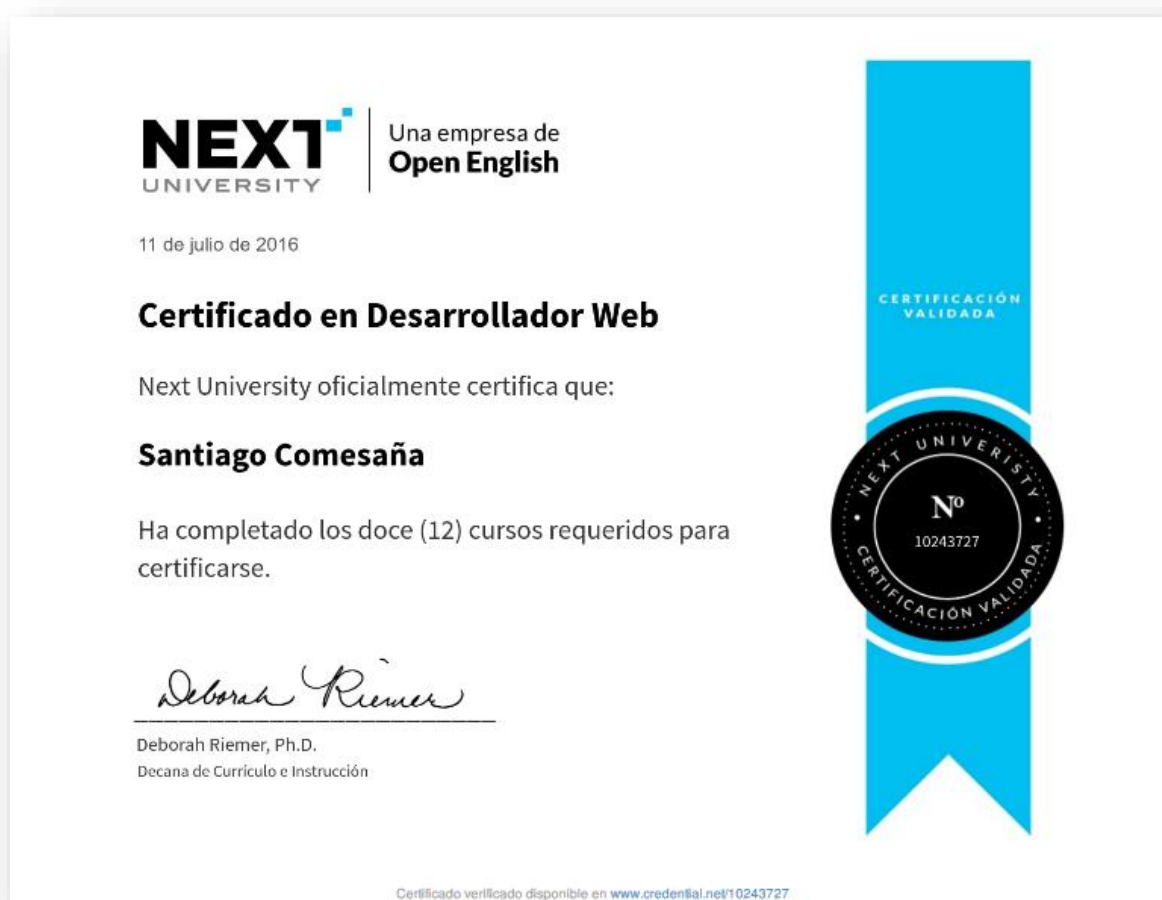 NEXT
UNIVERSITY
Una empresa de
Open English
11 de julio de 2016
Certificado en Desarrollador Web
Next University oficialmente certifica que:
Santiago Comesaña
Ha completado los doce (12) cursos requeridos para
certificarse.
Deborah Riemer
Deborah Riemer, Ph.D.
Decana de Currículo e Instrucción
CERTIFICACIÓN
VALIDADA
NEXT UNIVERISTY
Nº
10243727
CERTIFICACIÓN VALIDADA
Certificado verificado disponible en www.credential.net/10243727